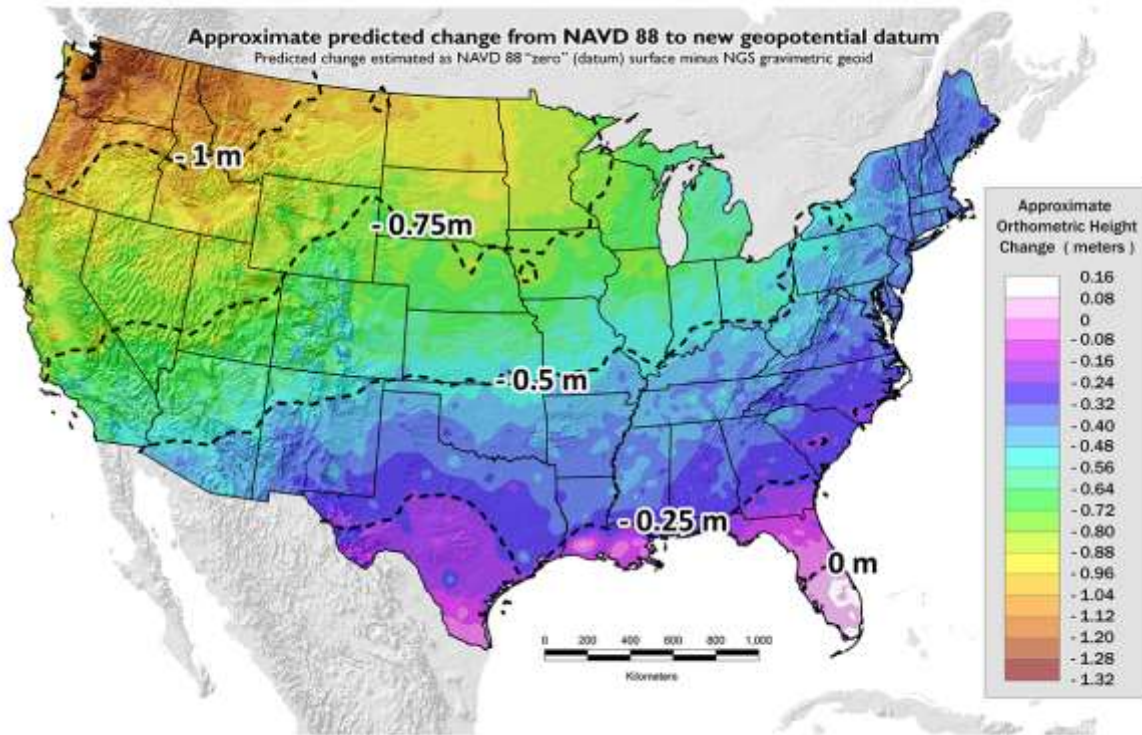 Approximate predicted change from NAVD 88 to new geopotential datum
Predicted change estimated as NAVD 88 "zero" (datum) surface minus NGS gravimetric geoid
- 1 m
- 0.75m
- 0.5 m
- 0.25 m
0 m
Approximate
Orthometric Height
Change ( meters)
0.16
0.08
0
- 0.08
- 0.16
- 0.24
- 0.32
- 0.40
- 0.48
- 0.56
- 0.64
- 0.72
- 0.80
- 0.88
- 0.96
- 1.04
- 1.12
- 1.20
- 1.28
- 1.32
0 200 400 600 800 1,000
Kilometers